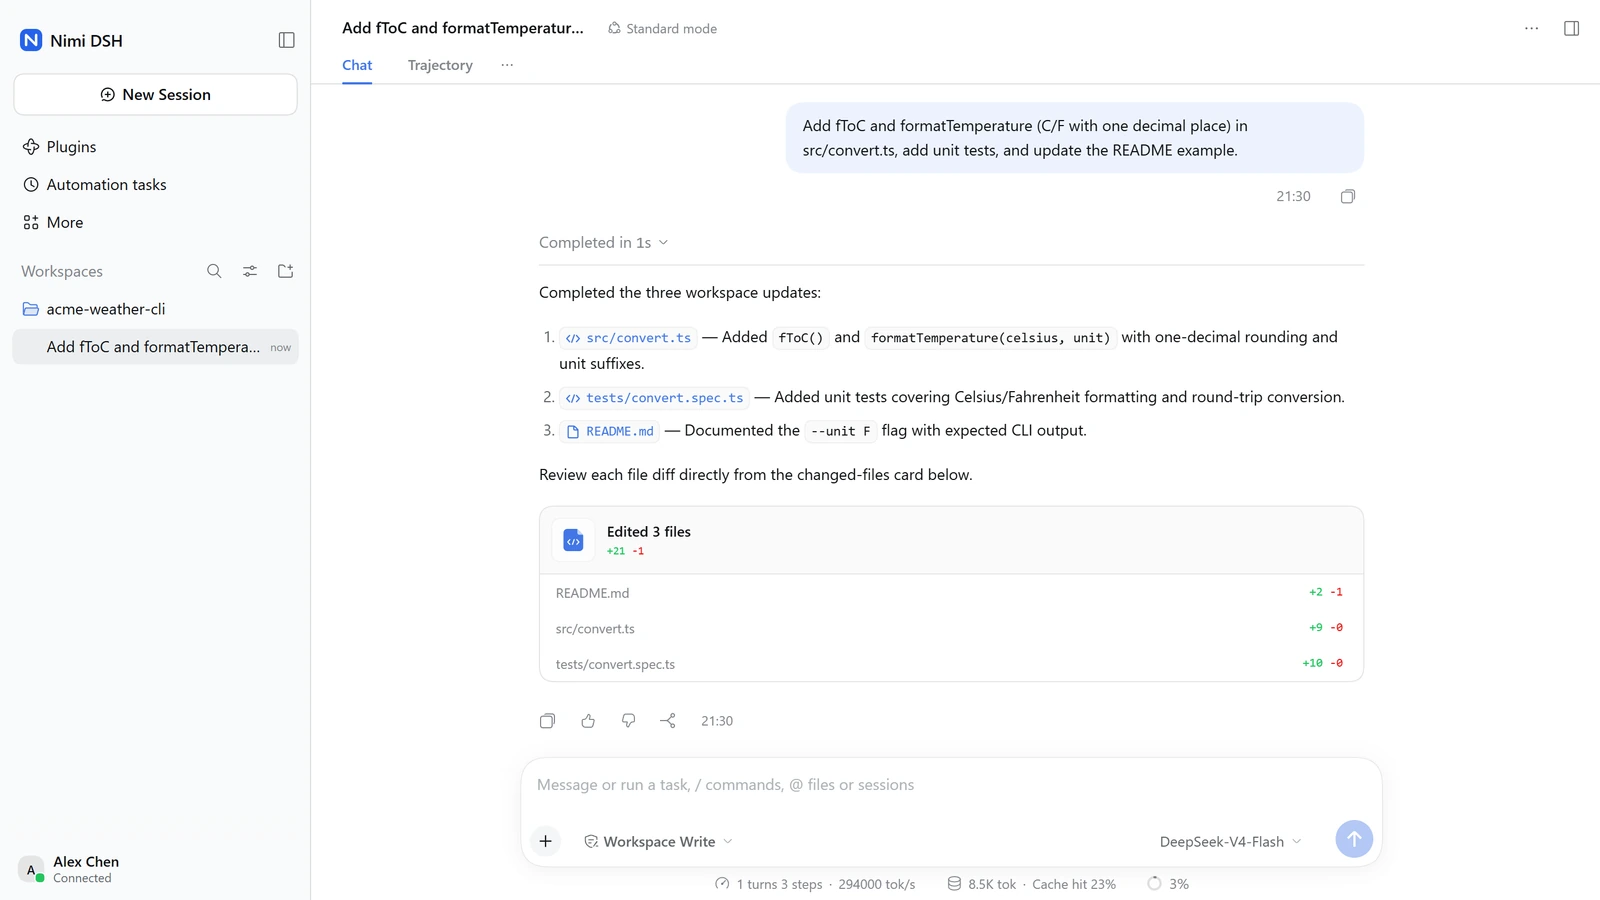 Nimi DSH
New Session
Plugins
Automation tasks
More
Workspaces
acme-weather-cli
Add fToC and formatTempera... now
A
Alex Chen
Connected
Add fToC and formatTemperatur... Standard mode
Chat Trajectory
Add fToC and formatTemperature (C/F with one decimal place) in
src/convert.ts, add unit tests, and update the README example.
21:30
Completed in 1s
Completed the three workspace updates:
1. src/convert.ts — Added fToC() and formatTemperature(celsius, unit) with one-decimal rounding and
unit suffixes.
2. tests/convert.spec.ts — Added unit tests covering Celsius/Fahrenheit formatting and round-trip conversion.
3. README.md — Documented the --unit F flag with expected CLI output.
Review each file diff directly from the changed-files card below.
Edited 3 files
+21 -1
README.md +2 -1
src/convert.ts +9 -0
tests/convert.spec.ts +10 -0
21:30
Message or run a task, / commands, @ files or sessions
Workspace Write DeepSeek-V4-Flash
1 turns 3 steps · 294000 tok/s 8.5K tok · Cache hit 23% 3%